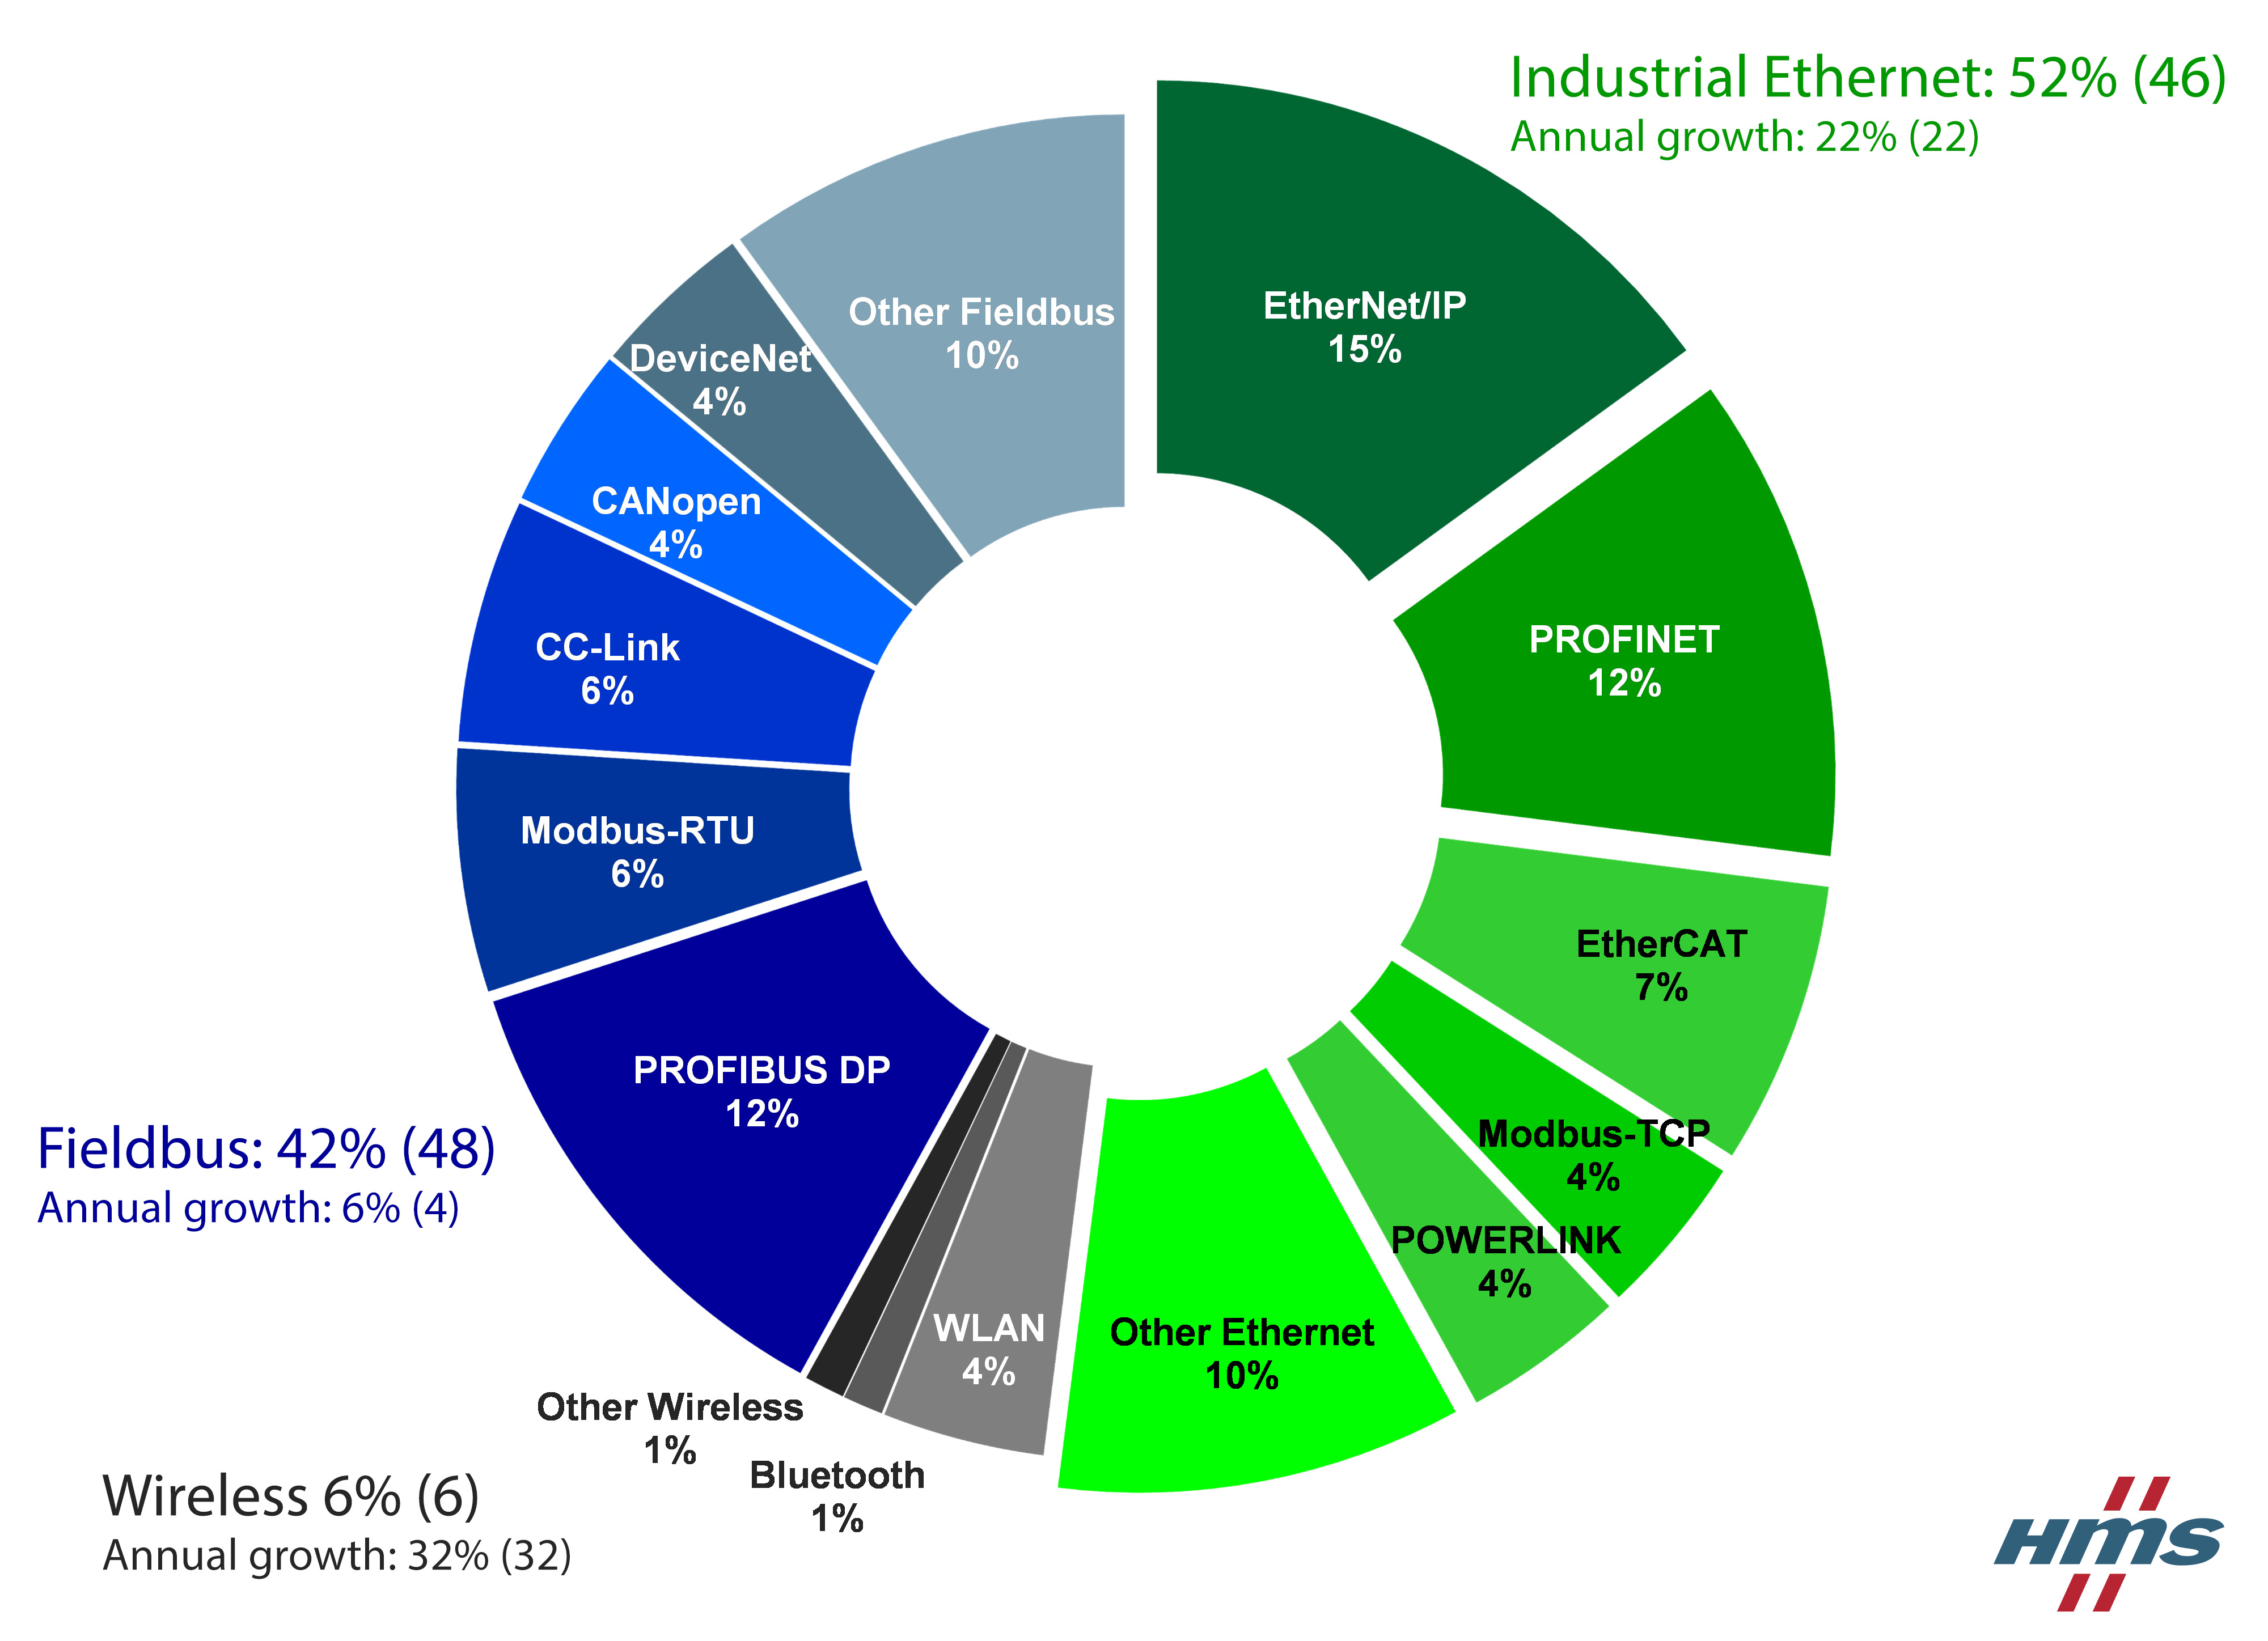 Industrial Ethernet: 52% (46)
Annual growth: 22% (22)
EtherNet/IP
15%
PROFINET
12%
EtherCAT
7%
Modbus-TCP
4%
POWERLINK
4%
Other Ethernet
10%
WLAN
4%
Bluetooth
1%
Other Wireless
1%
PROFIBUS DP
12%
Modbus-RTU
6%
CC-Link
6%
CANopen
4%
DeviceNet
4%
Other Fieldbus
10%
Fieldbus: 42% (48)
Annual growth: 6% (4)
Wireless 6% (6)
Annual growth: 32% (32)
HMS